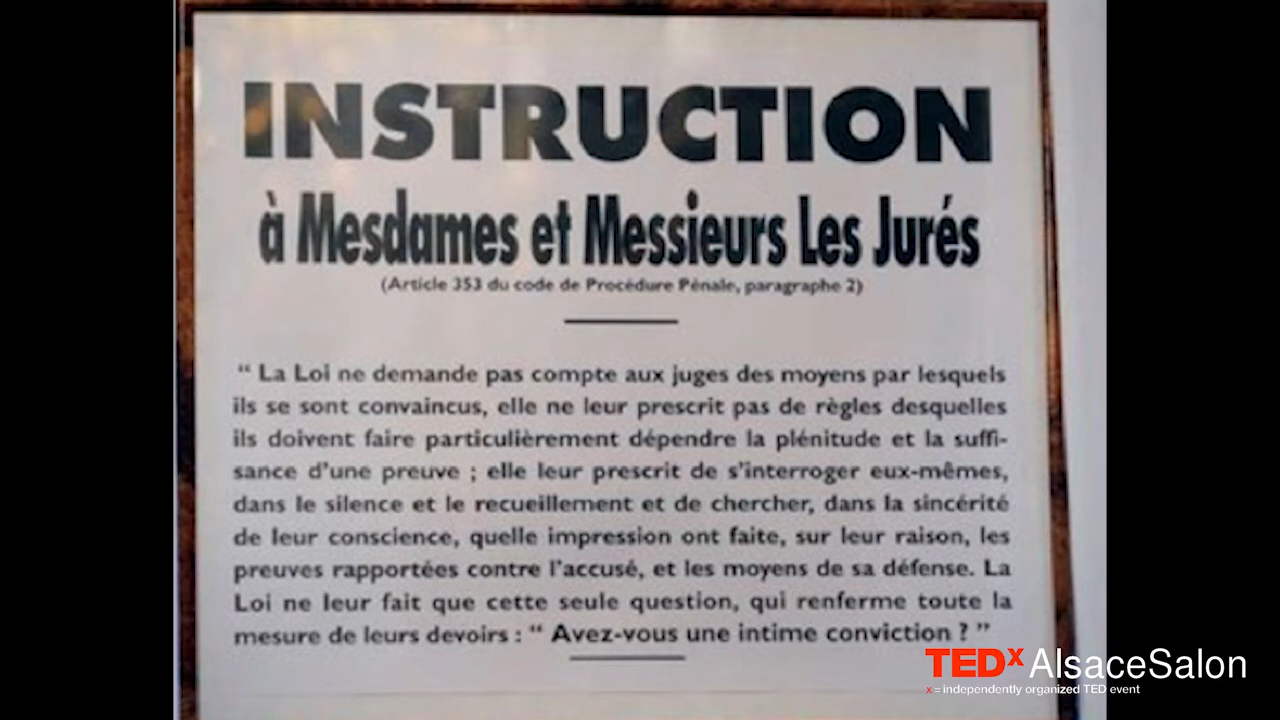 INSTRUCTION
à Mesdames et Messieurs Les Jurés
(Article 353 du code de Procédure Pénale, paragraphe 2)
“ La Loi ne demande pas compte aux juges des moyens par lesquels
ils se sont convaincus, elle ne leur prescrit pas de règles desquelles
ils doivent faire particulièrement dépendre la plénitude et la suffi-
sance d’une preuve ; elle leur prescrit de s’interroger eux-mêmes,
dans le silence et le recueillement et de chercher, dans la sincérité
de leur conscience, quelle impression ont faite, sur leur raison, les
preuves rapportées contre l’accusé, et les moyens de sa défense. La
Loi ne leur fait que cette seule question, qui renferme toute la
mesure de leurs devoirs : “ Avez-vous une intime conviction ? ”
TEDx AlsaceSalon
x = independently organized TED event